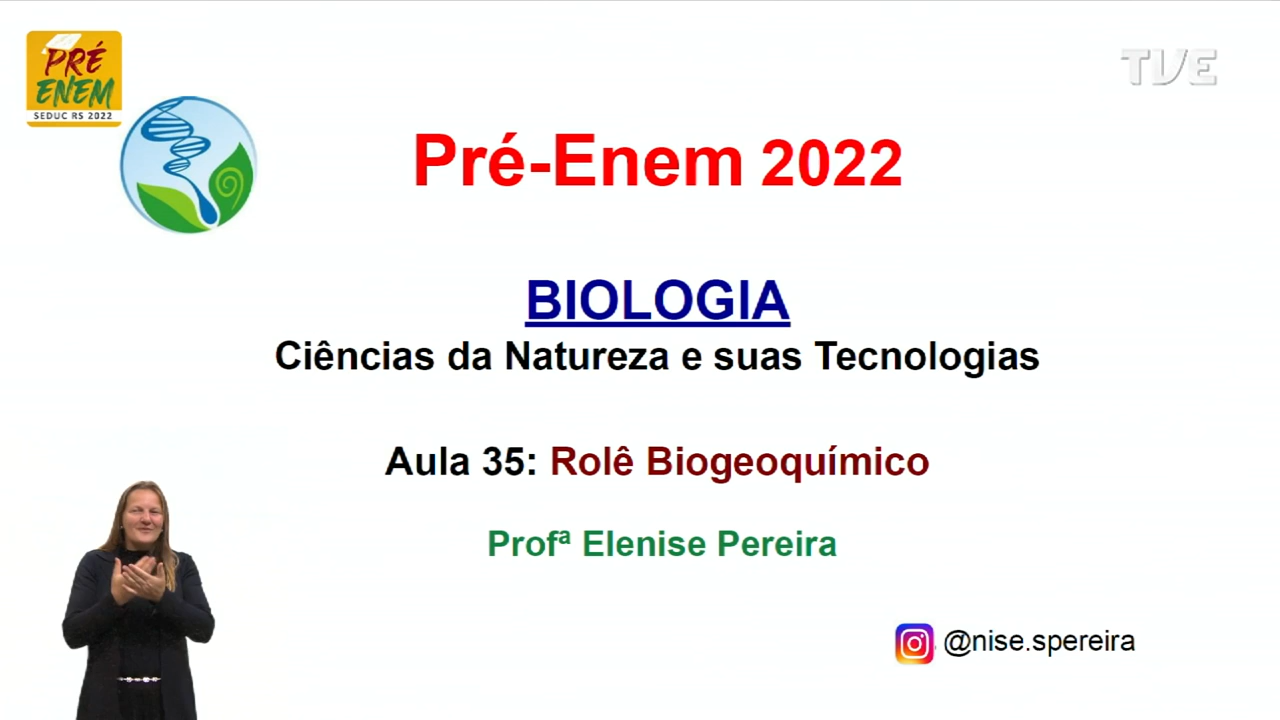 PRÉ
ENEM
SEDUC RS 2022
TVE
Pré-Enem 2022
BIOLOGIA
Ciências da Natureza e suas Tecnologias
Aula 35: Rolê Biogeoquímico
Profª Elenise Pereira
@nise.spereira